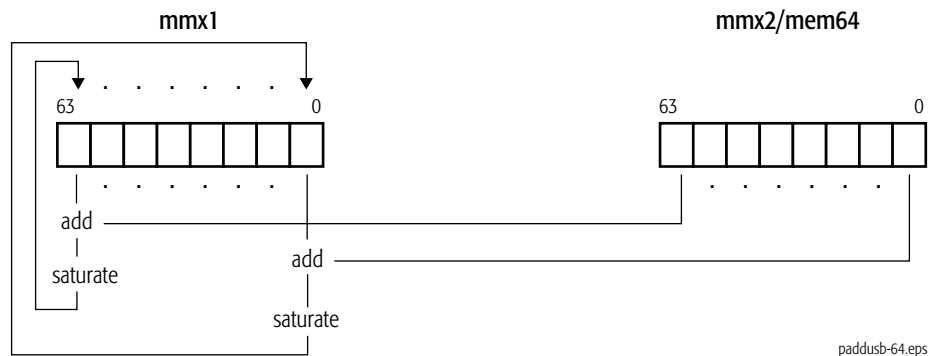 mmx1 mmx2/mem64
. . . . . .
63 0 63 0
. . . . . . . . . . . .
add
add
saturate
saturate
paddusb-64.eps